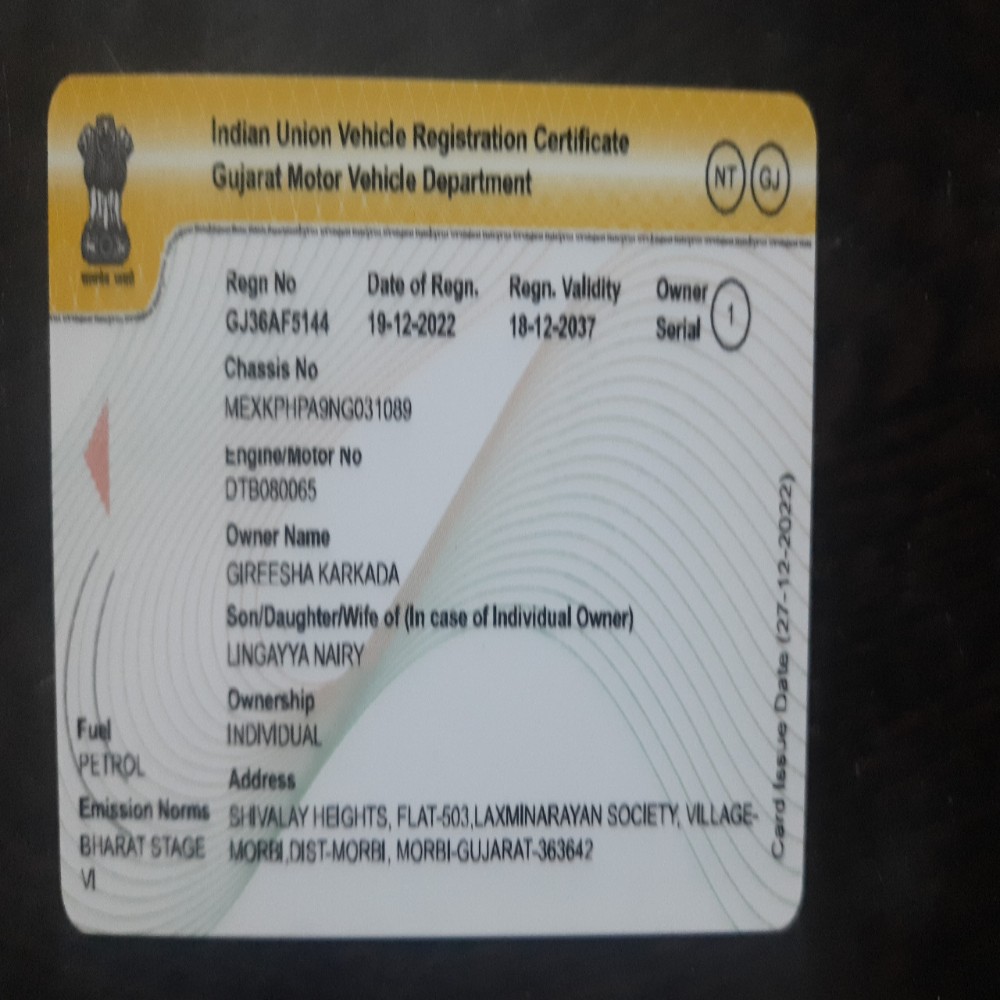 Indian Union Vehicle Registration Certificate
Gujarat Motor Vehicle Department
NT GJ
Regn No Date of Regn. Regn. Validity Owner Serial 1
GJ36AF5144 19-12-2022 18-12-2037
Chassis No
MEXKPHPA9NG031089
Engine/Motor No
DTB080065
Owner Name
GIREESHA KARKADA
Son/Daughter/Wife of (In case of Individual Owner)
LINGAYYA NAIRY
Ownership
INDIVIDUAL
Address
SHIVALAY HEIGHTS, FLAT-503,LAXMINARAYAN SOCIETY, VILLAGE-
MORBI,DIST-MORBI, MORBI-GUJARAT-363642
Fuel
PETROL
Emission Norms
BHARAT STAGE
VI
Card Issue Date (27-12-2022)